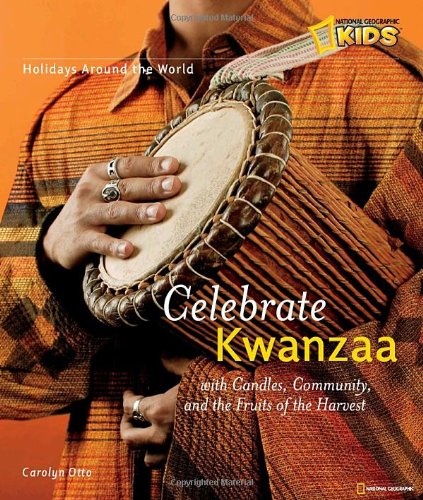 NATIONAL GEOGRAPHIC
KIDS
Holidays Around the World
Celebrate
Kwanzaa
with Candles, Community,
and the Fruits of the Harvest
Carolyn Otto
NATIONAL GEOGRAPHIC